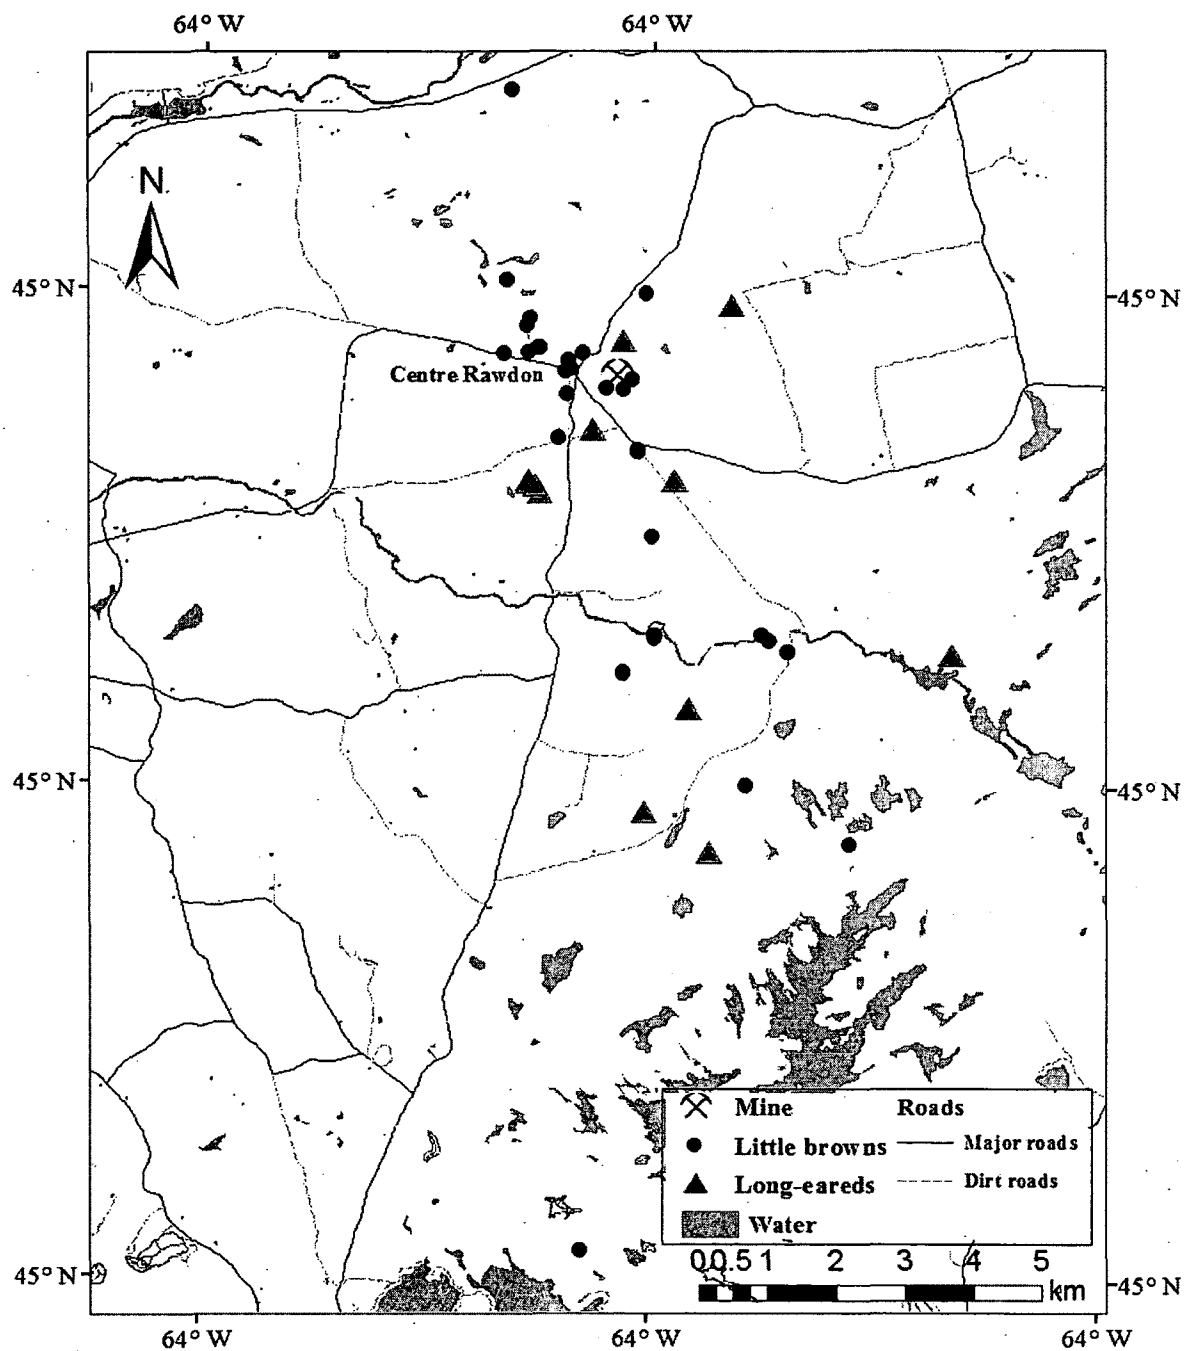 64° W 64° W
N
45° N 45° N
Centre Rawdon
45° N 45° N
Mine Roads
Little browns Major roads
Long-eareds Dirt roads
Water
0 0.5 1 2 3 4 5
km
45° N 45° N
64° W 64° W 64° W